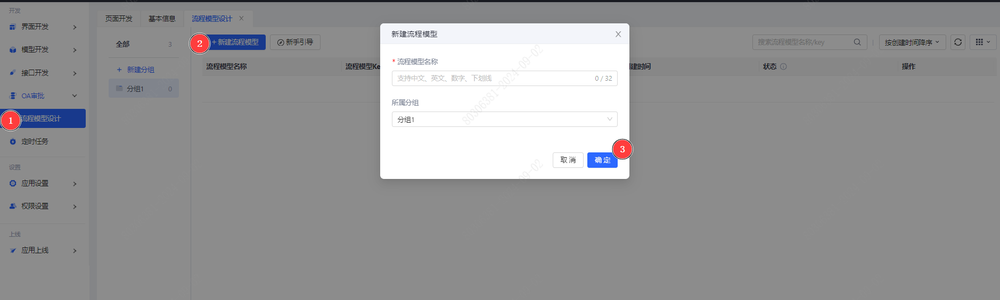 开发
界面开发
模型开发
接口开发
OA审批
1
流程模型设计
定时任务
设置
应用设置
权限设置
上线
应用上线
页面开发
基本信息
流程模型设计
全部 3
+ 新建分组
分组1 0
2
+ 新建流程模型
新手引导
搜索流程模型名称/key
按创建时间降序
流程模型名称
流程模型Ke
建时间
状态
操作
新建流程模型
* 流程模型名称
支持中文、英文、数字、下划线 0 / 32
所属分组
分组1
取消
确定
3
80306381-2024-09-02
09-02